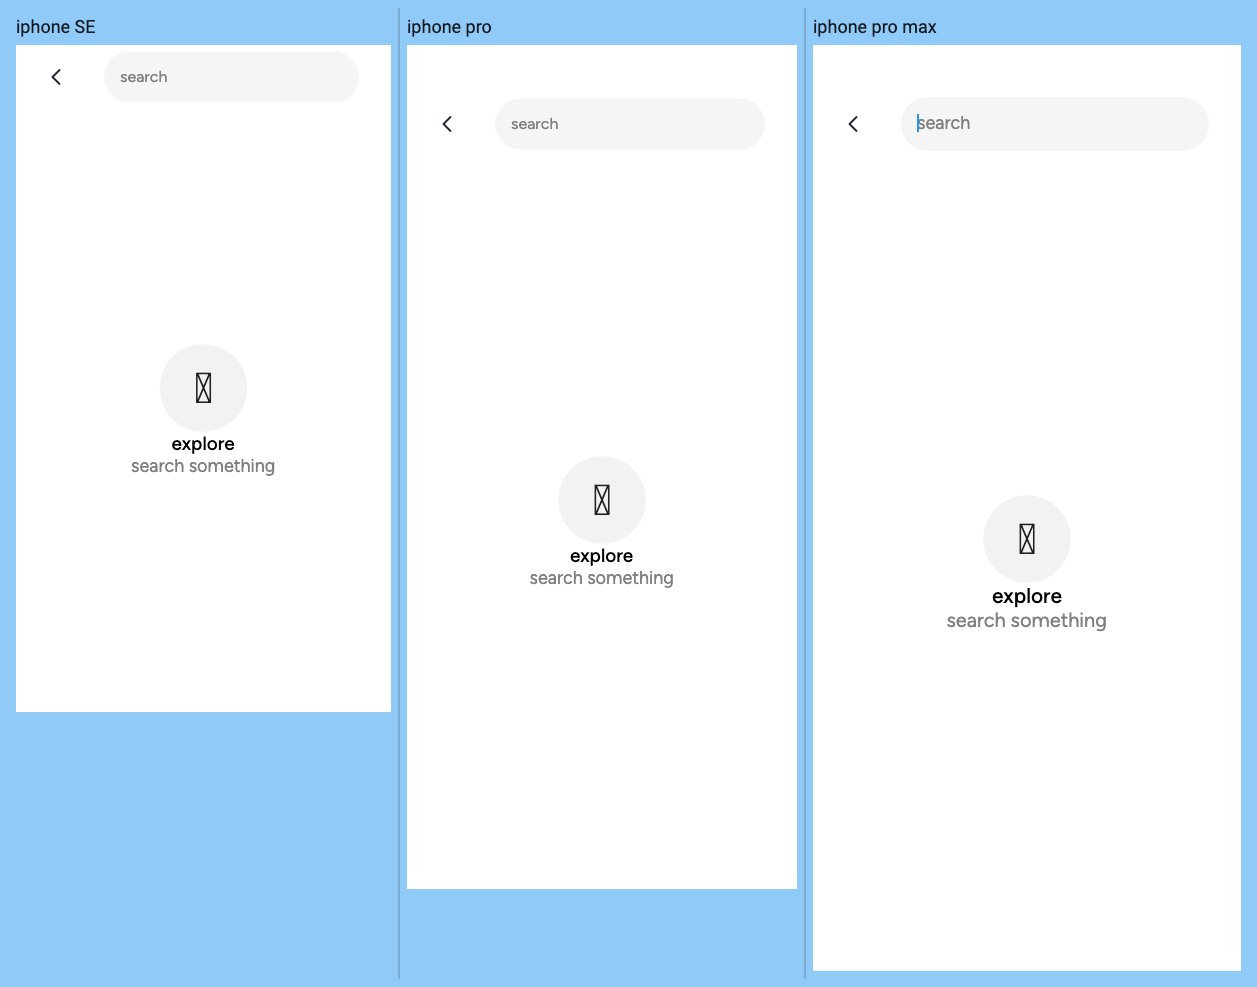 iphone SE
search
explore
search something
iphone pro
search
explore
search something
iphone pro max
search
explore
search something